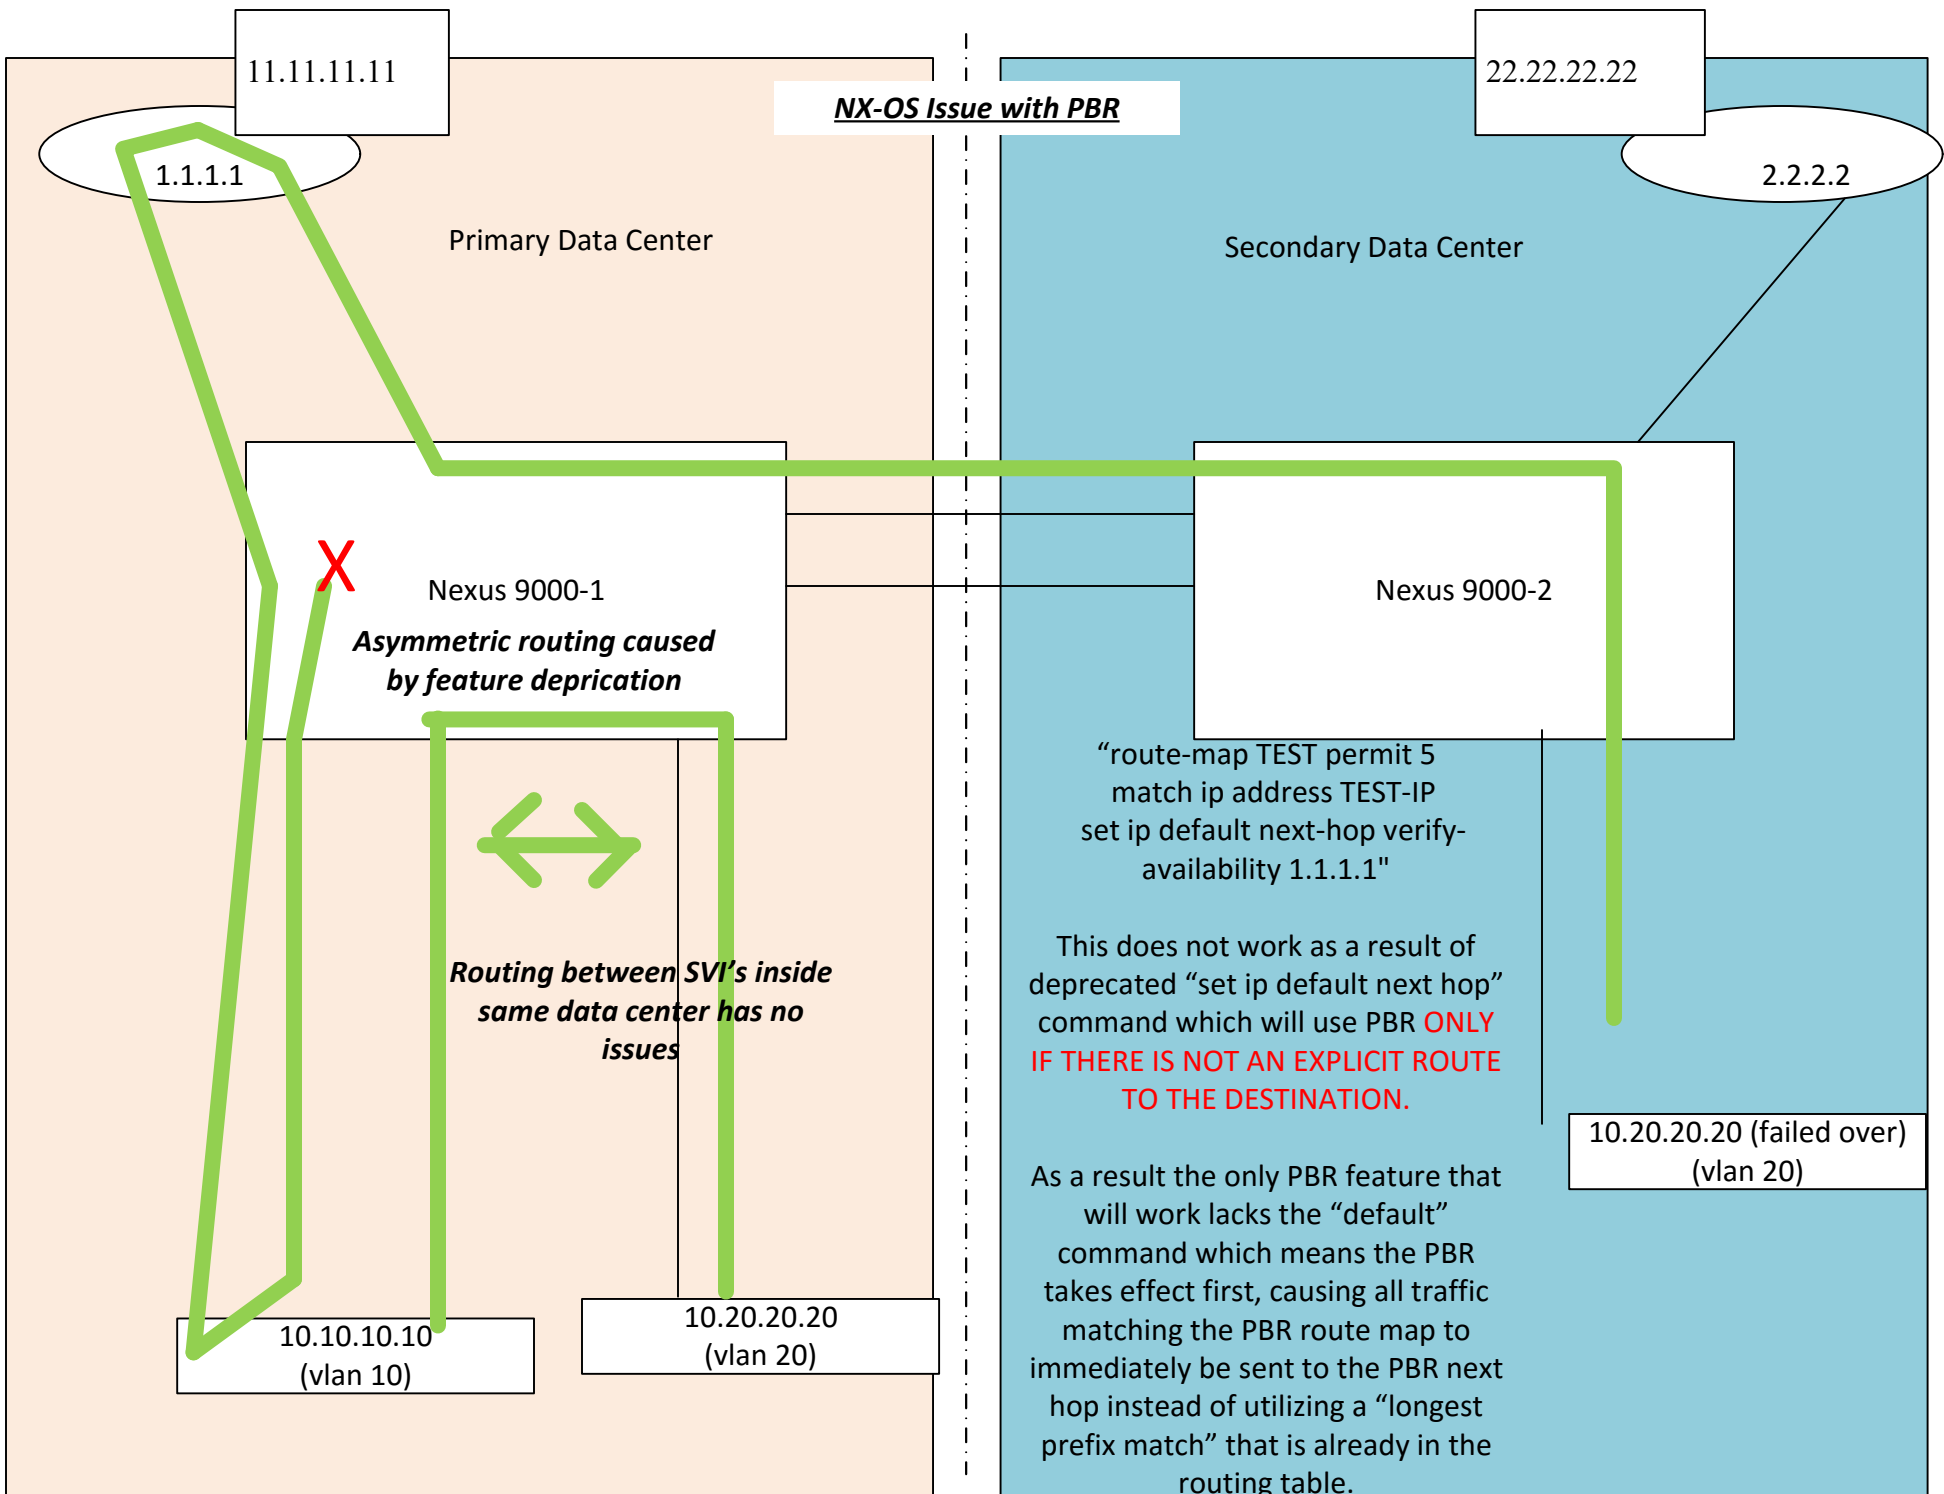 11.11.11.11
22.22.22.22
NX-OS Issue with PBR
1.1.1.1
2.2.2.2
Primary Data Center
Secondary Data Center
X
Nexus 9000-1
Nexus 9000-2
Asymmetric routing caused
by feature deprication
“route-map TEST permit 5
match ip address TEST-IP
set ip default next-hop verify-
availability 1.1.1.1"
This does not work as a result of
deprecated “set ip default next hop”
command which will use PBR ONLY
IF THERE IS NOT AN EXPLICIT ROUTE
TO THE DESTINATION.
As a result the only PBR feature that
will work lacks the “default”
command which means the PBR
takes effect first, causing all traffic
matching the PBR route map to
immediately be sent to the PBR next
hop instead of utilizing a “longest
prefix match” that is already in the
routing table.
Routing between SVI’s inside
same data center has no
issues
10.20.20.20 (failed over)
(vlan 20)
10.10.10.10
(vlan 10)
10.20.20.20
(vlan 20)